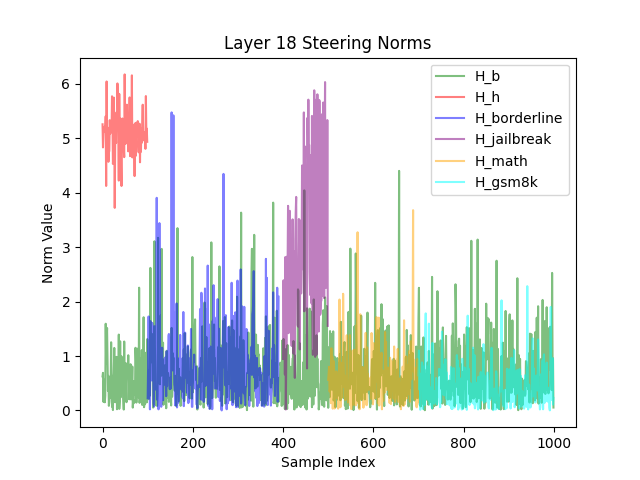 Layer 18 Steering Norms
H_b
H_h
H_borderline
H_jailbreak
H_math
H_gsm8k
Norm Value
6
5
4
3
2
1
0
0 200 400 600 800 1000
Sample Index